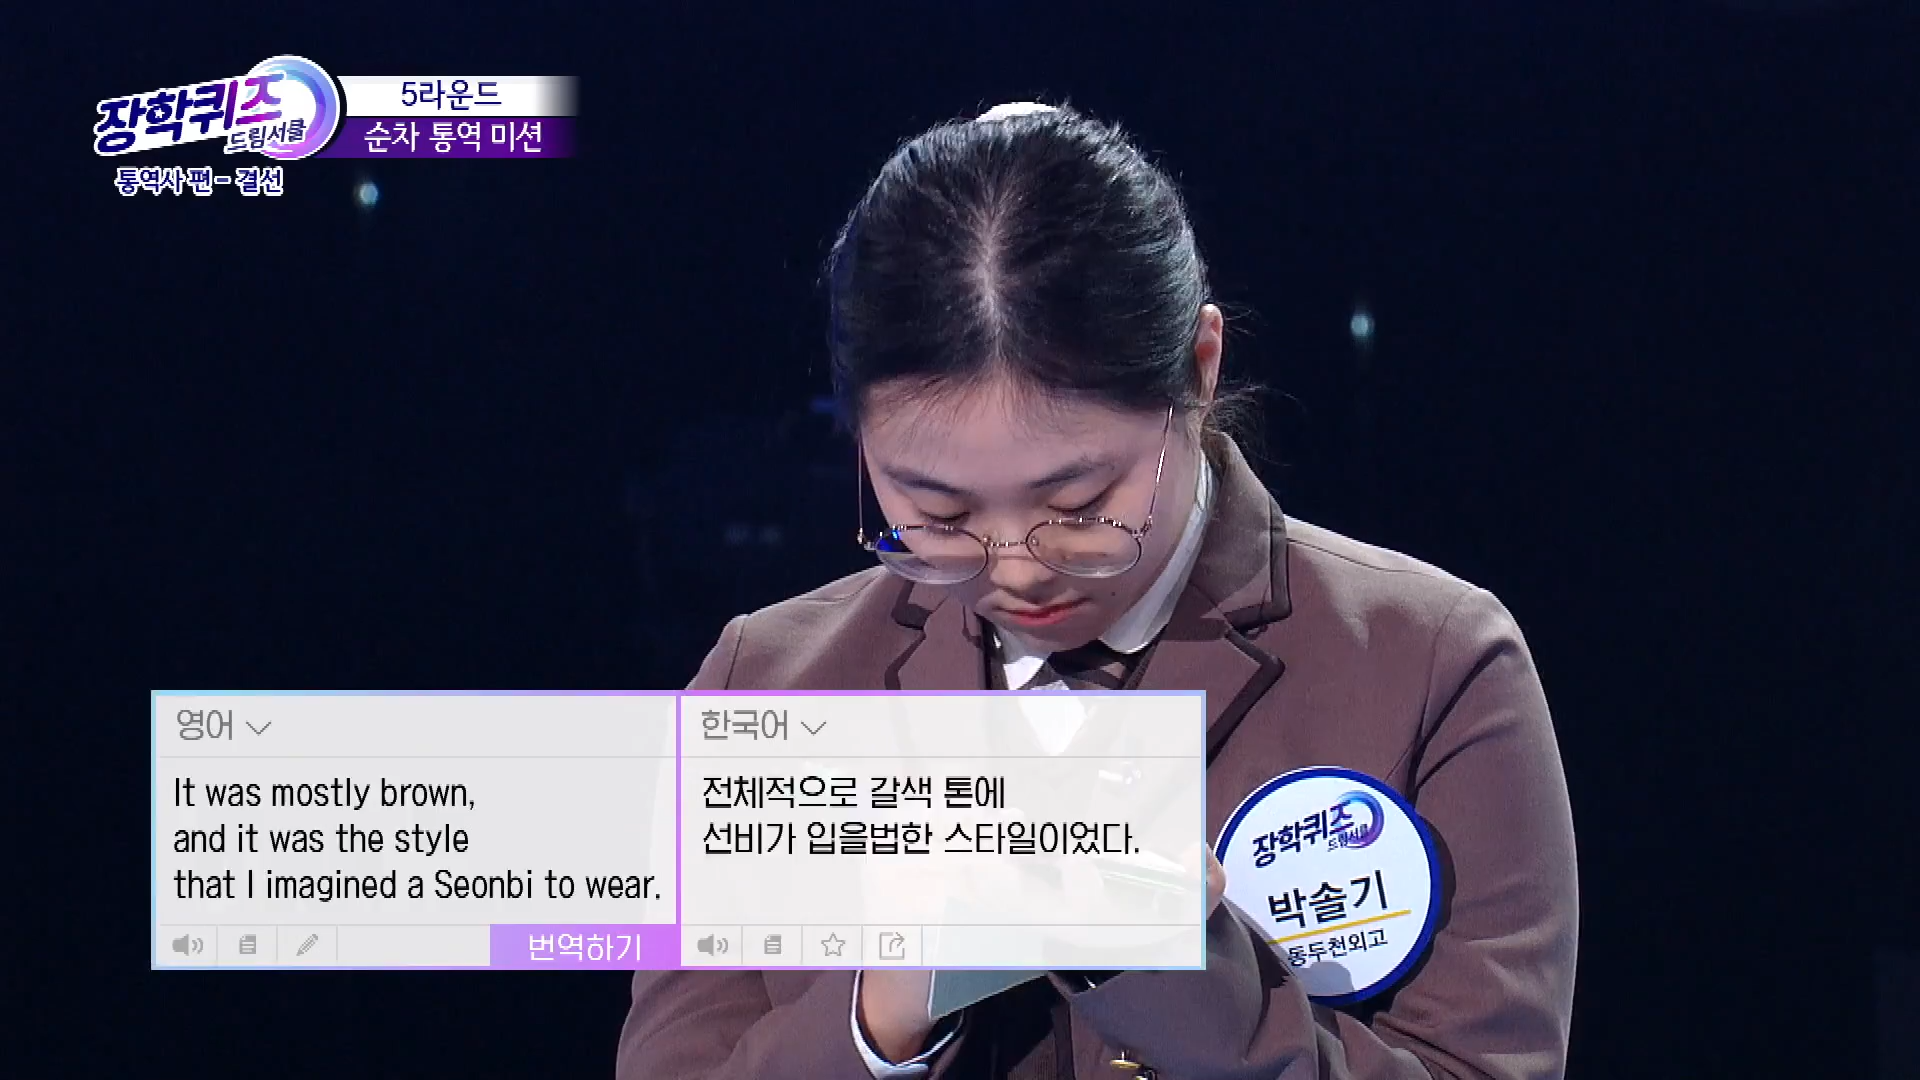 장학퀴즈
드림서클
통역사 편 - 결선
5라운드
순차 통역 미션
영어
It was mostly brown,
and it was the style
that I imagined a Seonbi to wear.
번역하기
한국어
전체적으로 갈색 톤에
선비가 입을법한 스타일이었다.
장학퀴즈
드림서클
박솔기
동두천외고